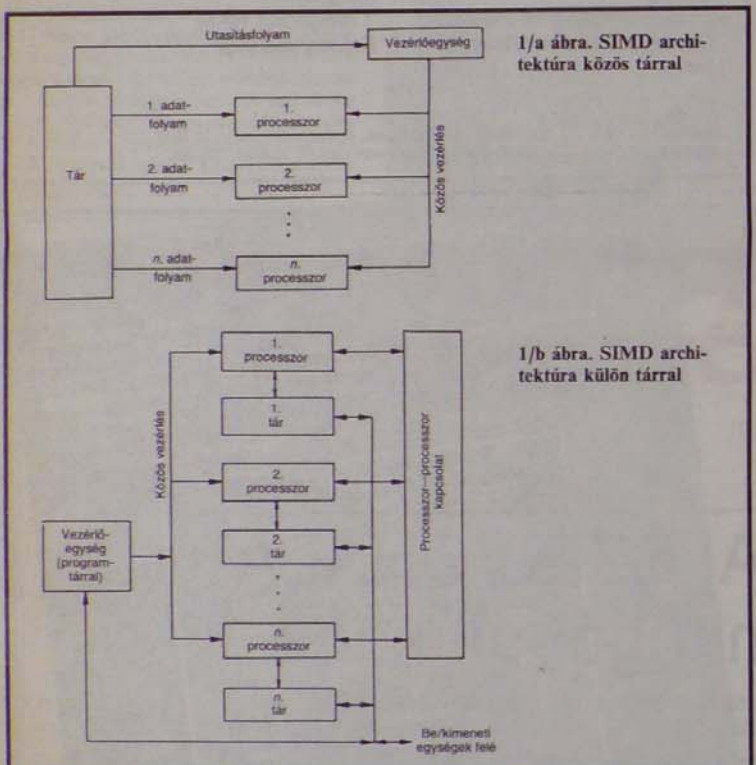 Utasításfolyam
Vezérlőegység
1/a ábra. SIMD archi-
tektúra közös tárral
Tár
1. adat-
folyam
1.
processzor
2. adat-
folyam
2.
processzor
n. adat-
folyam
n.
processzor
Közös vezérlés
1/b ábra. SIMD archi-
tektúra külön tárral
Közös vezérlés
1.
processzor
1.
tár
2.
processzor
2.
tár
n.
processzor
n.
tár
Vezérlő-
egység
(program-
tárral)
Processzor—processzor
kapcsolat
Be/kimeneti
egységek felé